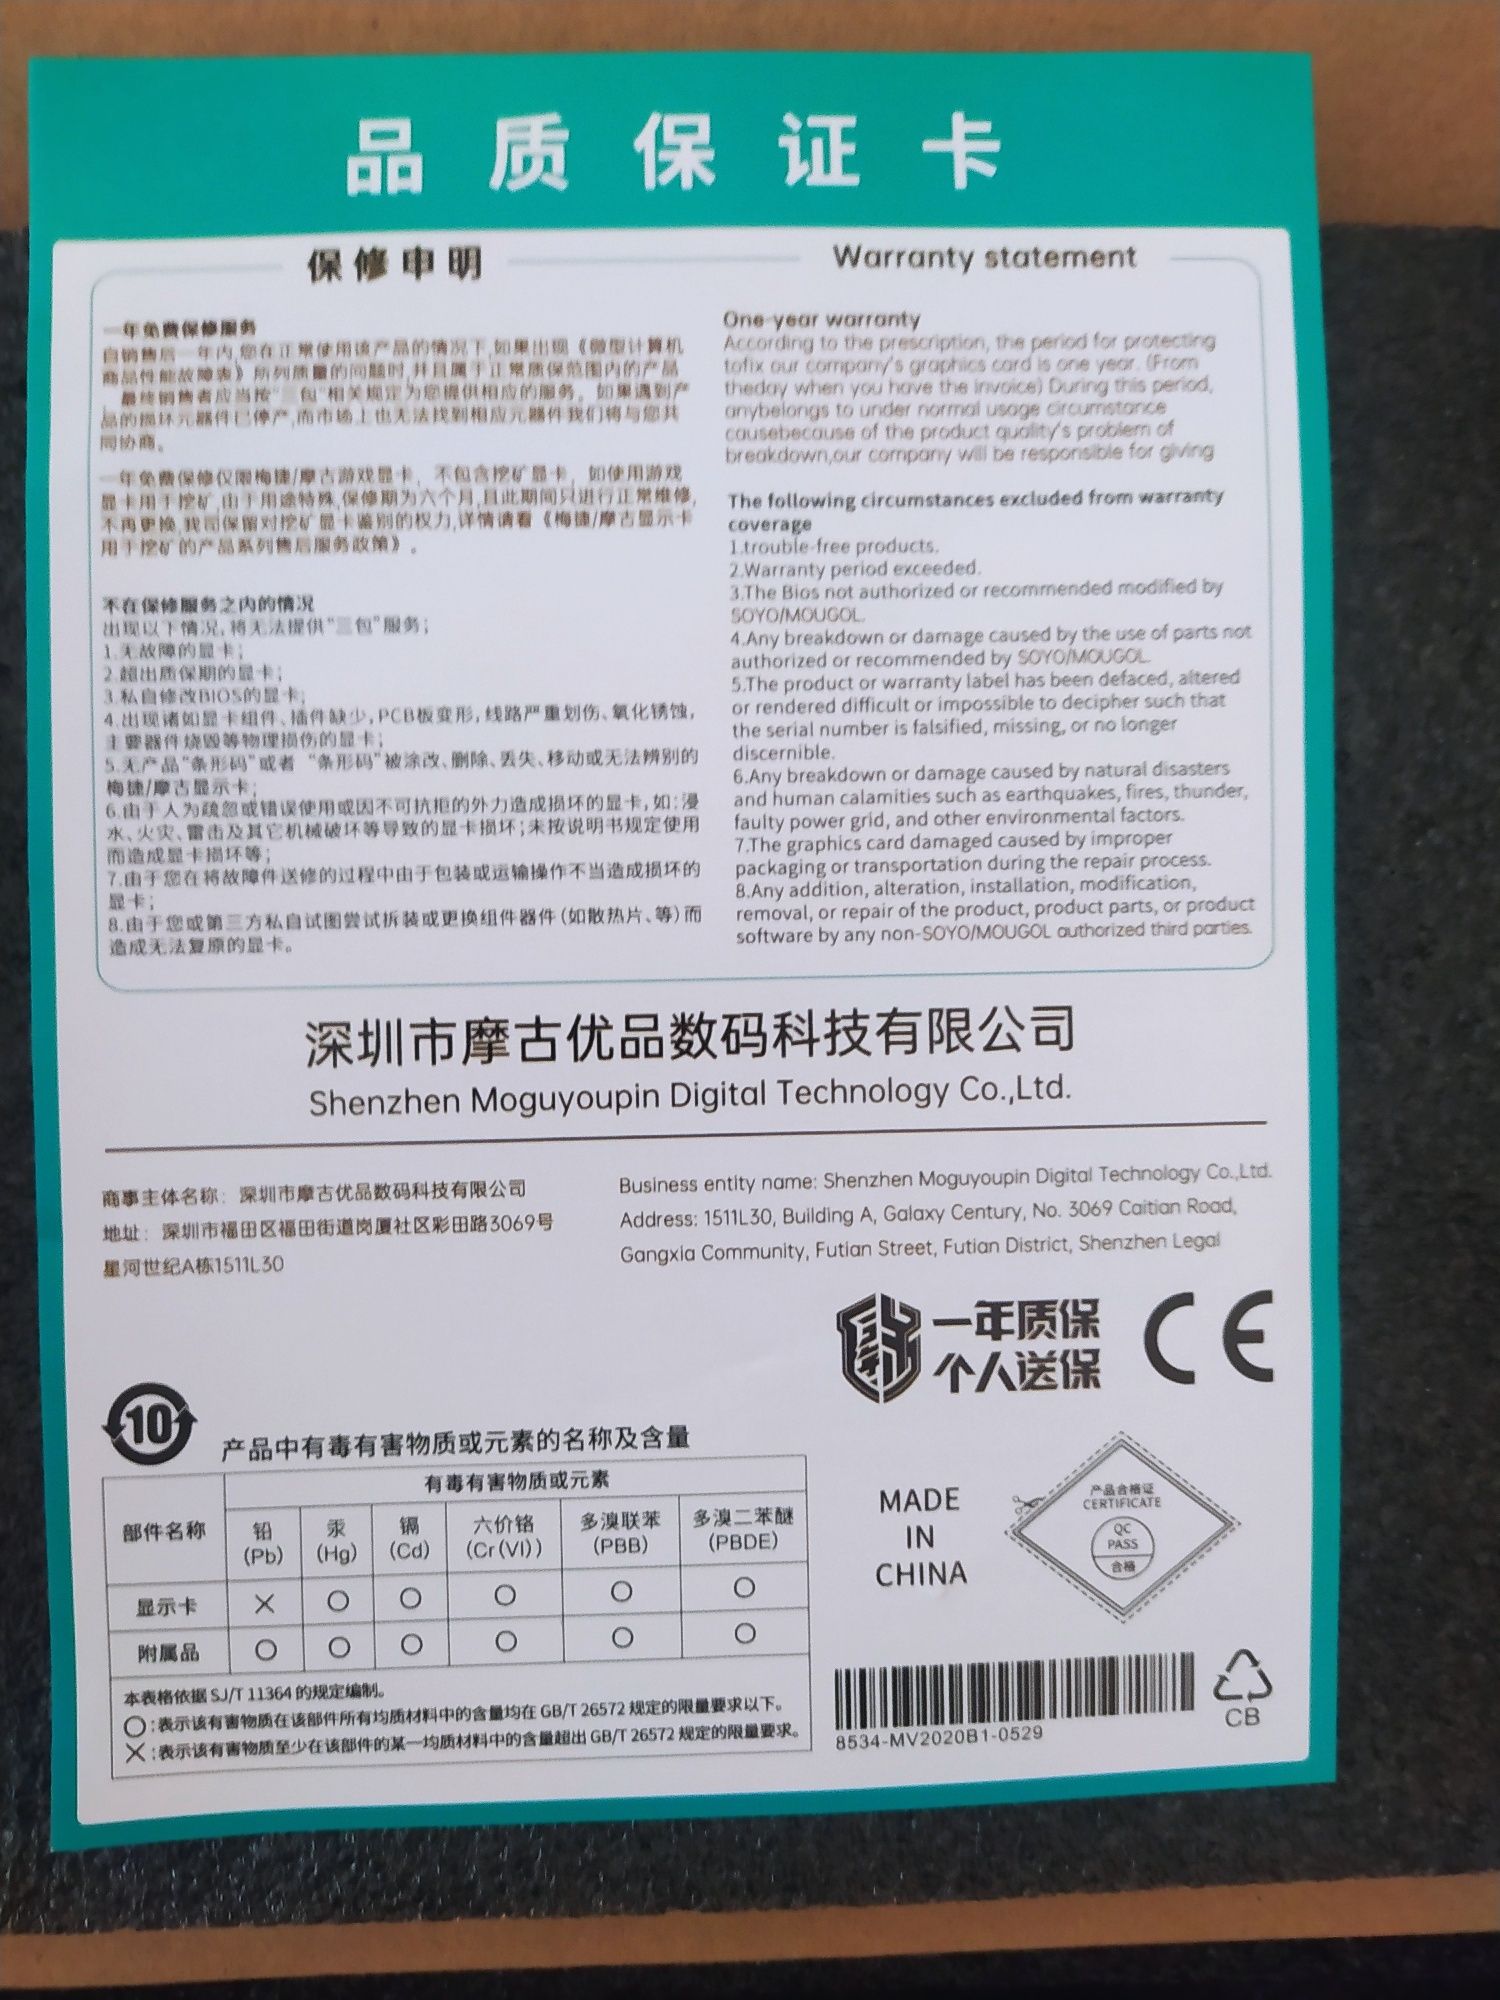 品质保证卡
保修申明
一年免费保修服务
自销售后一年内,您在正常使用该产品的情况下,如果出现《微型计算机
商品性能故障表》所列质量的问题时,并且属于正常质保范围内的产品
,最终销售者应当按“三包”相关规定为您提供相应的服务。如果遇到产
品的损坏元器件已停产,而市场上也无法找到相应元器件我们将与您共
同协商。
一年免费保修仅限梅捷/摩古游戏显卡,不包含挖矿显卡,如使用游戏
显卡用于挖矿,由于用途特殊,保修期为六个月,且此期间只进行正常维修,
不再更换,我司保留对挖矿显卡鉴别的权力,详情请看《梅捷/摩古显示卡
用于挖矿的产品系列售后服务政策》。
不在保修服务之内的情况
出现以下情况,将无法提供“三包”服务;
1.无故障的显卡;
2.超出质保期的显卡;
3.私自修改BIOS的显卡;
4.出现诸如显卡组件、插件缺少,PCB板变形,线路严重划伤、氧化锈蚀,
主要器件烧毁等物理损伤的显卡;
5.无产品“条形码”或者 “条形码”被涂改、删除、丢失、移动或无法辨别的
梅捷/摩古显示卡;
6.由于人为疏忽或错误使用或因不可抗拒的外力造成损坏的显卡,如:浸
水、火灾、雷击及其它机械破坏等导致的显卡损坏;未按说明书规定使用
而造成显卡损坏等;
7.由于您在将故障件送修的过程中由于包装或运输操作不当造成损坏的
显卡;
8.由于您或第三方私自试图尝试拆装或更换组件器件(如散热片、等)而
造成无法复原的显卡。
Warranty statement
One-year warranty
According to the prescription, the period for protecting
tofix our company's graphics card is one year. (From
theday when you have the invoice) During this period,
anybelongs to under normal usage circumstance
causebecause of the product quality's problem of
breakdown,our company will be responsible for giving
The following circumstances excluded from warranty
coverage
1.trouble-free products.
2.Warranty period exceeded.
3.The Bios not authorized or recommended modified by
SOYO/MOUGOL.
4.Any breakdown or damage caused by the use of parts not
authorized or recommended by SOYO/MOUGOL.
5.The product or warranty label has been defaced, altered
or rendered difficult or impossible to decipher such that
the serial number is falsified, missing, or no longer
discernible.
6.Any breakdown or damage caused by natural disasters
and human calamities such as earthquakes, fires, thunder,
faulty power grid, and other environmental factors.
7.The graphics card damaged caused by improper
packaging or transportation during the repair process.
8.Any addition, alteration, installation, modification,
removal, or repair of the product, product parts, or product
software by any non-SOYO/MOUGOL authorized third parties.
深圳市摩古优品数码科技有限公司
Shenzhen Moguyoupin Digital Technology Co.,Ltd.
商事主体名称: 深圳市摩古优品数码科技有限公司
地址: 深圳市福田区福田街道岗厦社区彩田路3069号
星河世纪A栋1511L30
Business entity name: Shenzhen Moguyoupin Digital Technology Co.,Ltd.
Address: 1511L30, Building A, Galaxy Century, No. 3069 Caitian Road,
Gangxia Community, Futian Street, Futian District, Shenzhen Legal
一年质保
个人送保
CE
10
产品中有毒有害物质或元素的名称及含量
部件名称
有毒有害物质或元素
铅 汞 镉 六价铬 多溴联苯 多溴二苯醚
(Pb) (Hg) (Cd) (Cr(VI)) (PBB) (PBDE)
显示卡 × ○ ○ ○ ○ ○
附属品 ○ ○ ○ ○ ○ ○
本表格依据 SJ/T 11364 的规定编制。
○:表示该有害物质在该部件所有均质材料中的含量均在 GB/T 26572 规定的限量要求以下。
×:表示该有害物质至少在该部件的某一均质材料中的含量超出 GB/T 26572 规定的限量要求。
MADE
IN
CHINA
产品合格证
CERTIFICATE
QC
PASS
合格
8534-MV2020B1-0529
CB